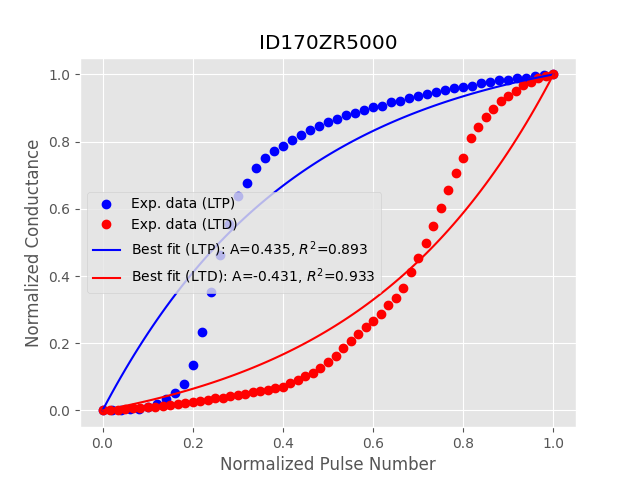 ID170ZR5000
Normalized Conductance
1.0
0.8
0.6
0.4
0.2
0.0
Exp. data (LTP)
Exp. data (LTD)
Best fit (LTP): A=0.435, R²=0.893
Best fit (LTD): A=-0.431, R²=0.933
0.0 0.2 0.4 0.6 0.8 1.0
Normalized Pulse Number